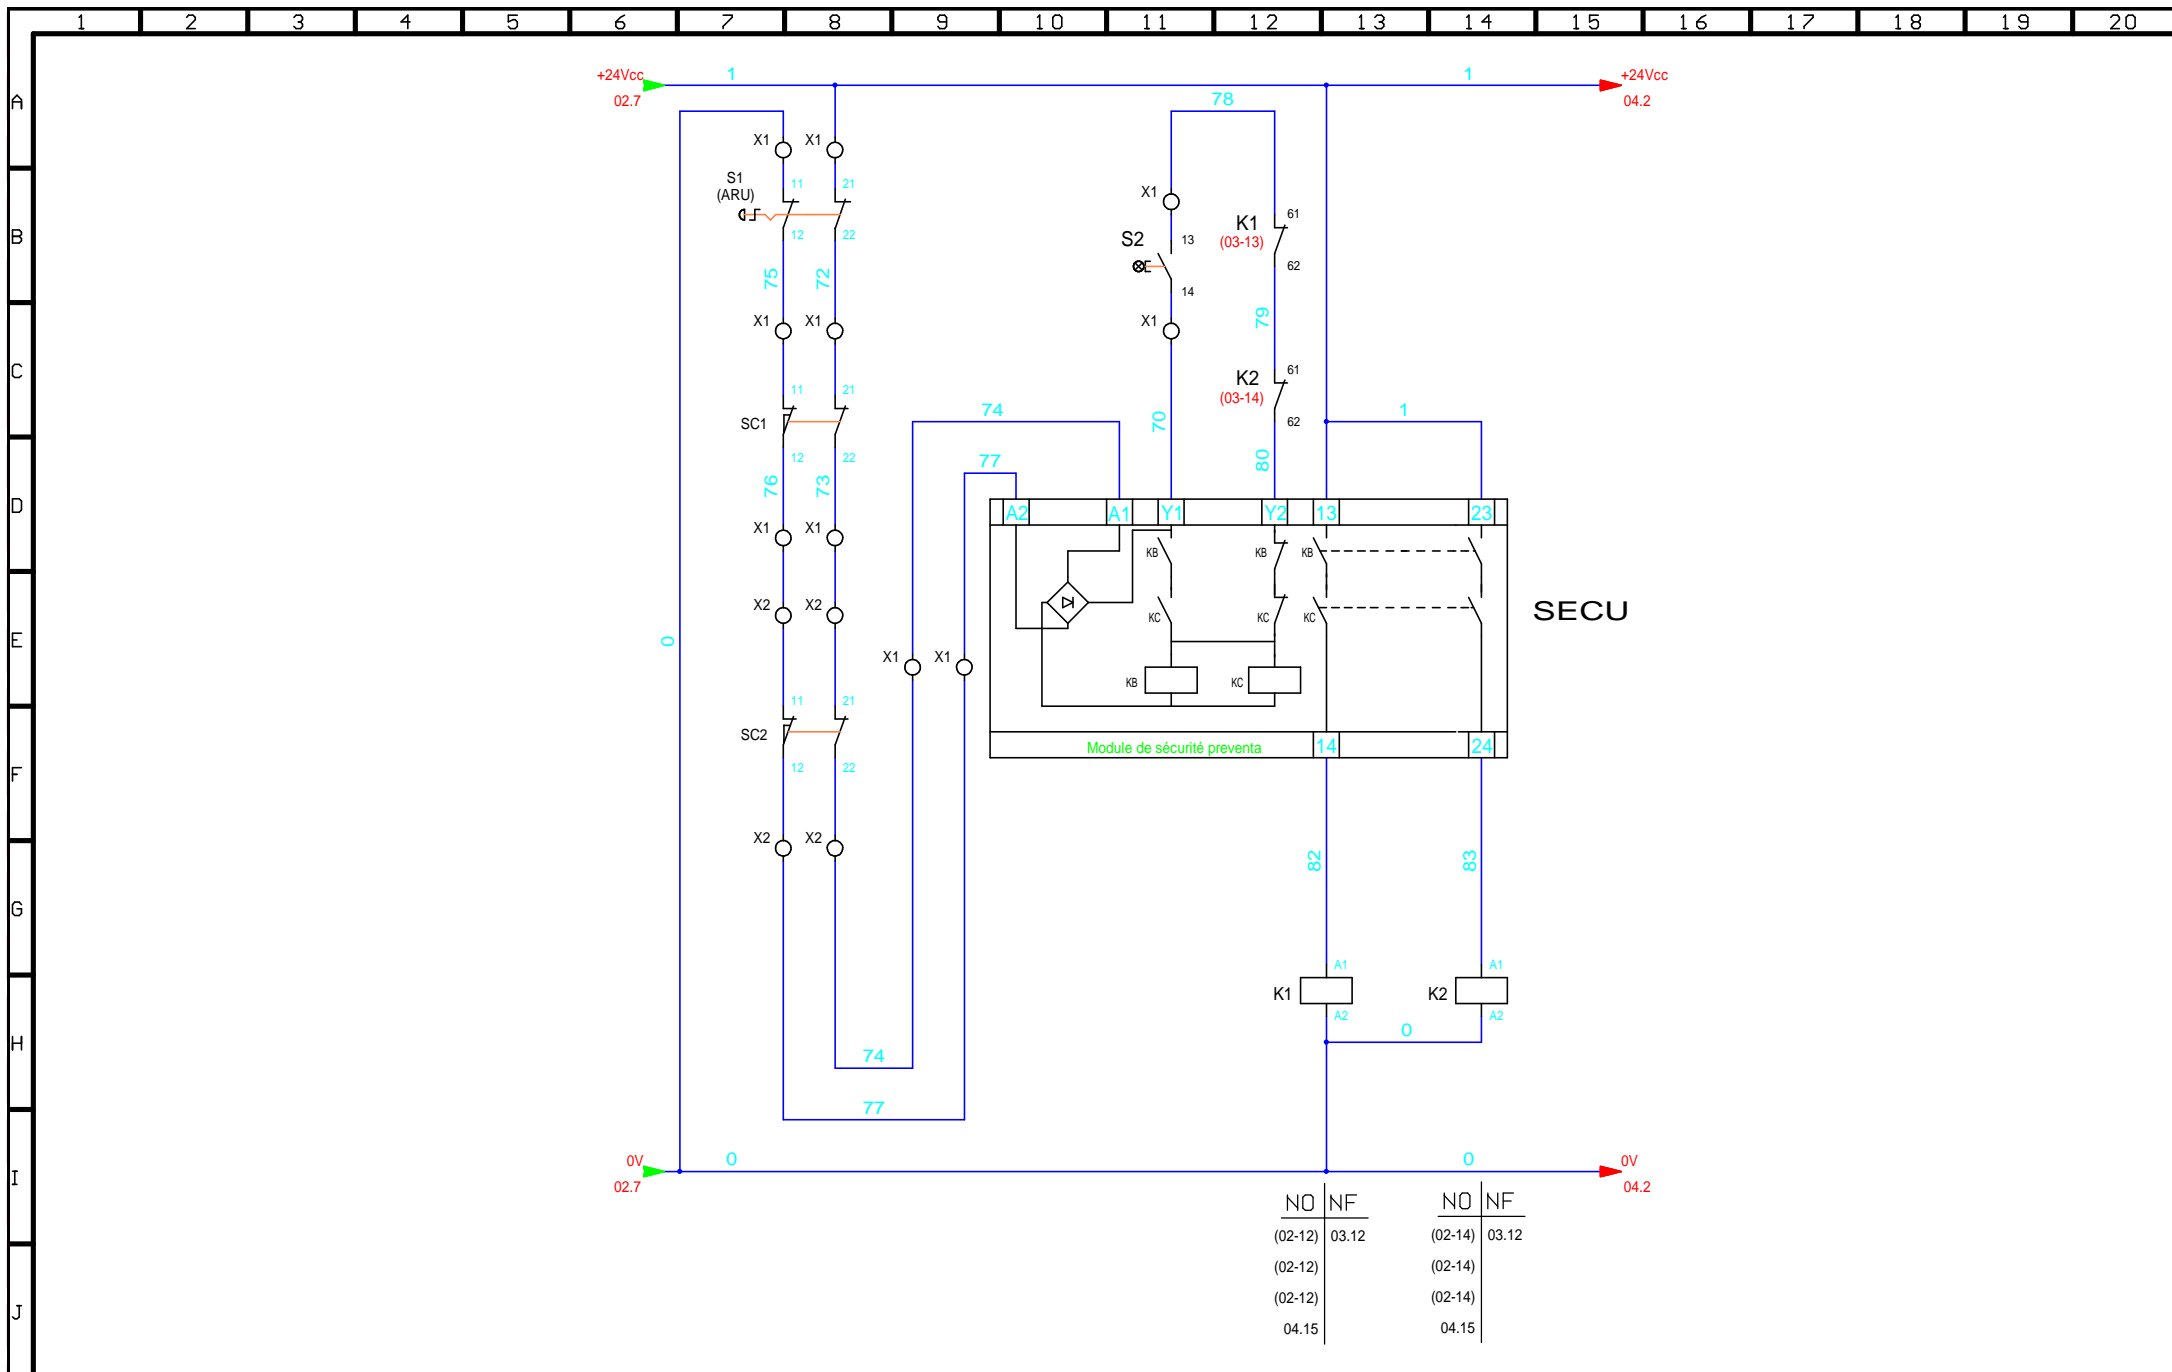 1 2 3 4 5 6 7 8 9 10 11 12 13 14 15 16 17 18 19 20
A
B
C
D
E
F
G
H
I
J
+24Vcc
02.7
1
1
+24Vcc
04.2
78
X1
X1
S1
(ARU)
11
21
12
22
75
72
X1
X1
SC1
11
21
12
22
76
73
X1
X1
X2
X2
SC2
11
21
12
22
X2
X2
0
74
77
X1
X1
74
77
X1
S2
13
14
X1
70
K1
(03-13)
61
62
79
K2
(03-14)
61
62
80
1
A2
A1
Y1
Y2
13
23
KB
KB
KB
KC
KC
KC
KB
KC
SECU
Module de sécurité preventa
14
24
82
83
K1
A1
A2
K2
A1
A2
0
0V
02.7
0
0
0V
04.2
NO NF
(02-12) 03.12
(02-12)
(02-12)
04.15
NO NF
(02-14) 03.12
(02-14)
(02-14)
04.15